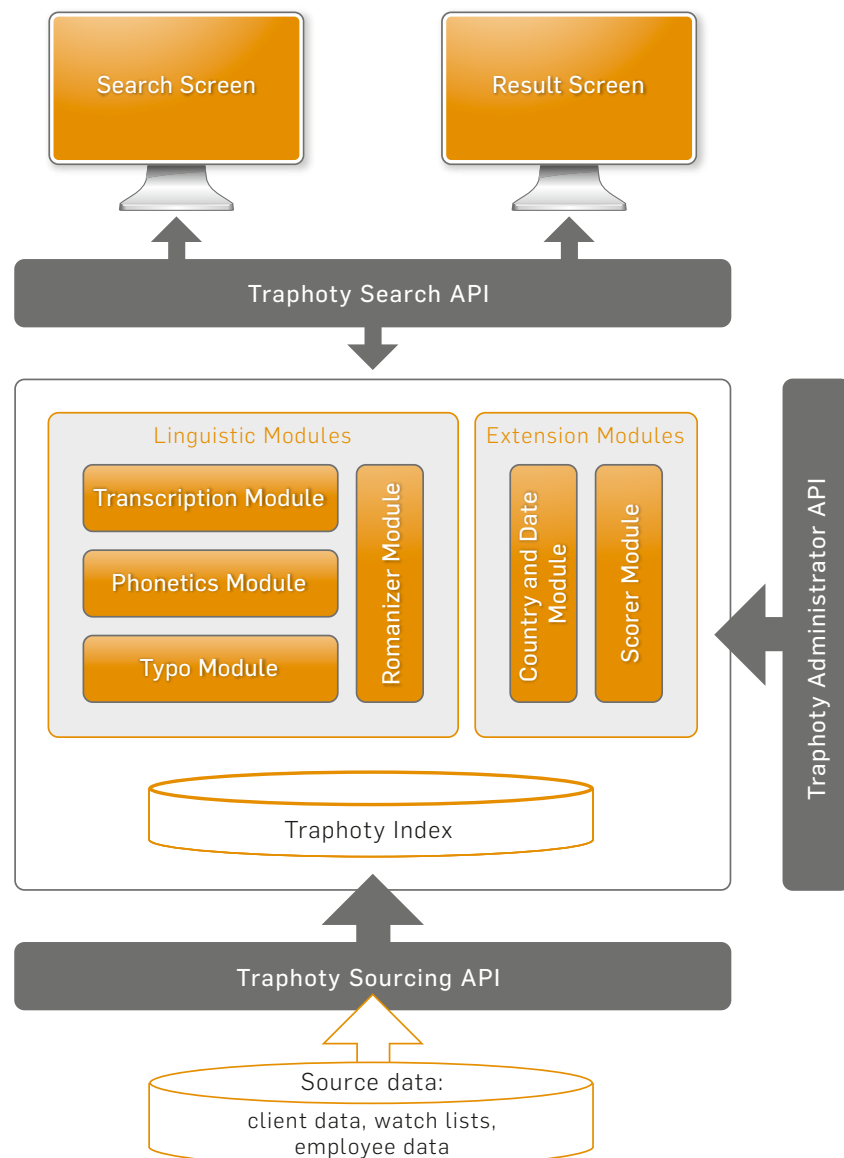 Search Screen
Result Screen
Traphoty Search API
Linguistic Modules
Transcription Module
Phonetics Module
Typo Module
Romanizer Module
Extension Modules
Country and Date
Module
Scorer Module
Traphoty Administrator API
Traphoty Index
Traphoty Sourcing API
Source data:
client data, watch lists,
employee data